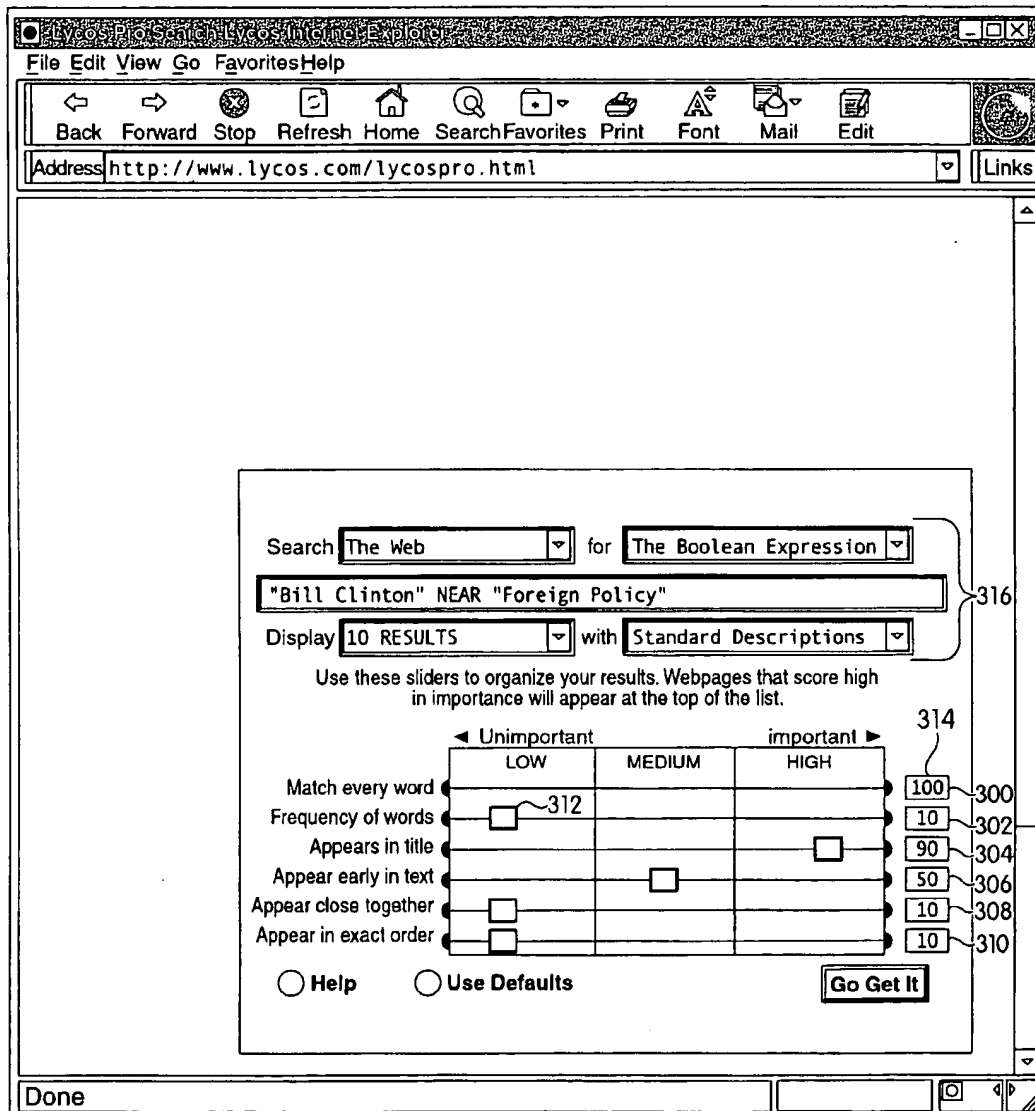 Lycos Pro Search-Lycos Internet Explorer
File Edit View Go FavoritesHelp
Back Forward Stop Refresh Home SearchFavorites Print Font Mail Edit
Address http://www.lycos.com/lycospro.html Links
Search The Web for The Boolean Expression
"Bill Clinton" NEAR "Foreign Policy"
316
Display 10 RESULTS with Standard Descriptions
Use these sliders to organize your results. Webpages that score high
in importance will appear at the top of the list.
314
◄ Unimportant important ►
LOW MEDIUM HIGH
Match every word 100 300
Frequency of words 312 10 302
Appears in title 90 304
Appear early in text 50 306
Appear close together 10 308
Appear in exact order 10 310
Help Use Defaults Go Get It
Done